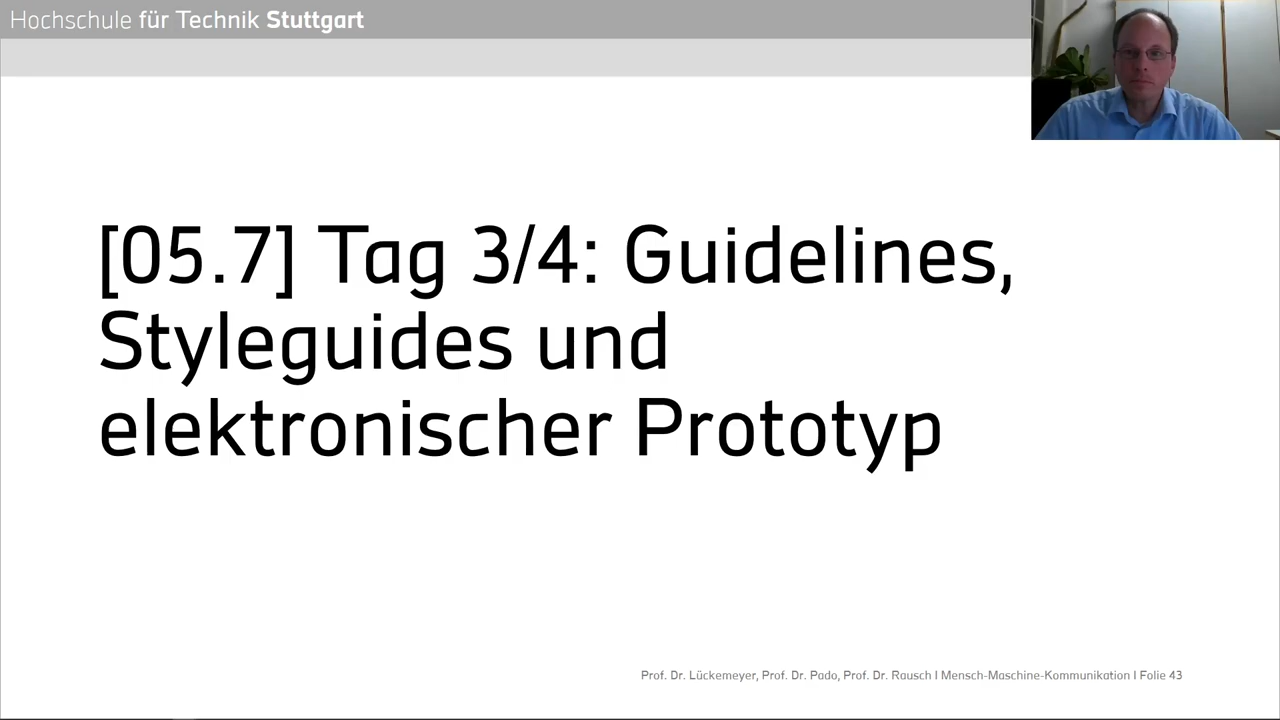 Hochschule für Technik Stuttgart
[05.7] Tag 3/4: Guidelines,
Styleguides und
elektronischer Prototyp
Prof. Dr. Lückemeyer, Prof. Dr. Pado, Prof. Dr. Rausch I Mensch-Maschine-Kommunikation I Folie 43